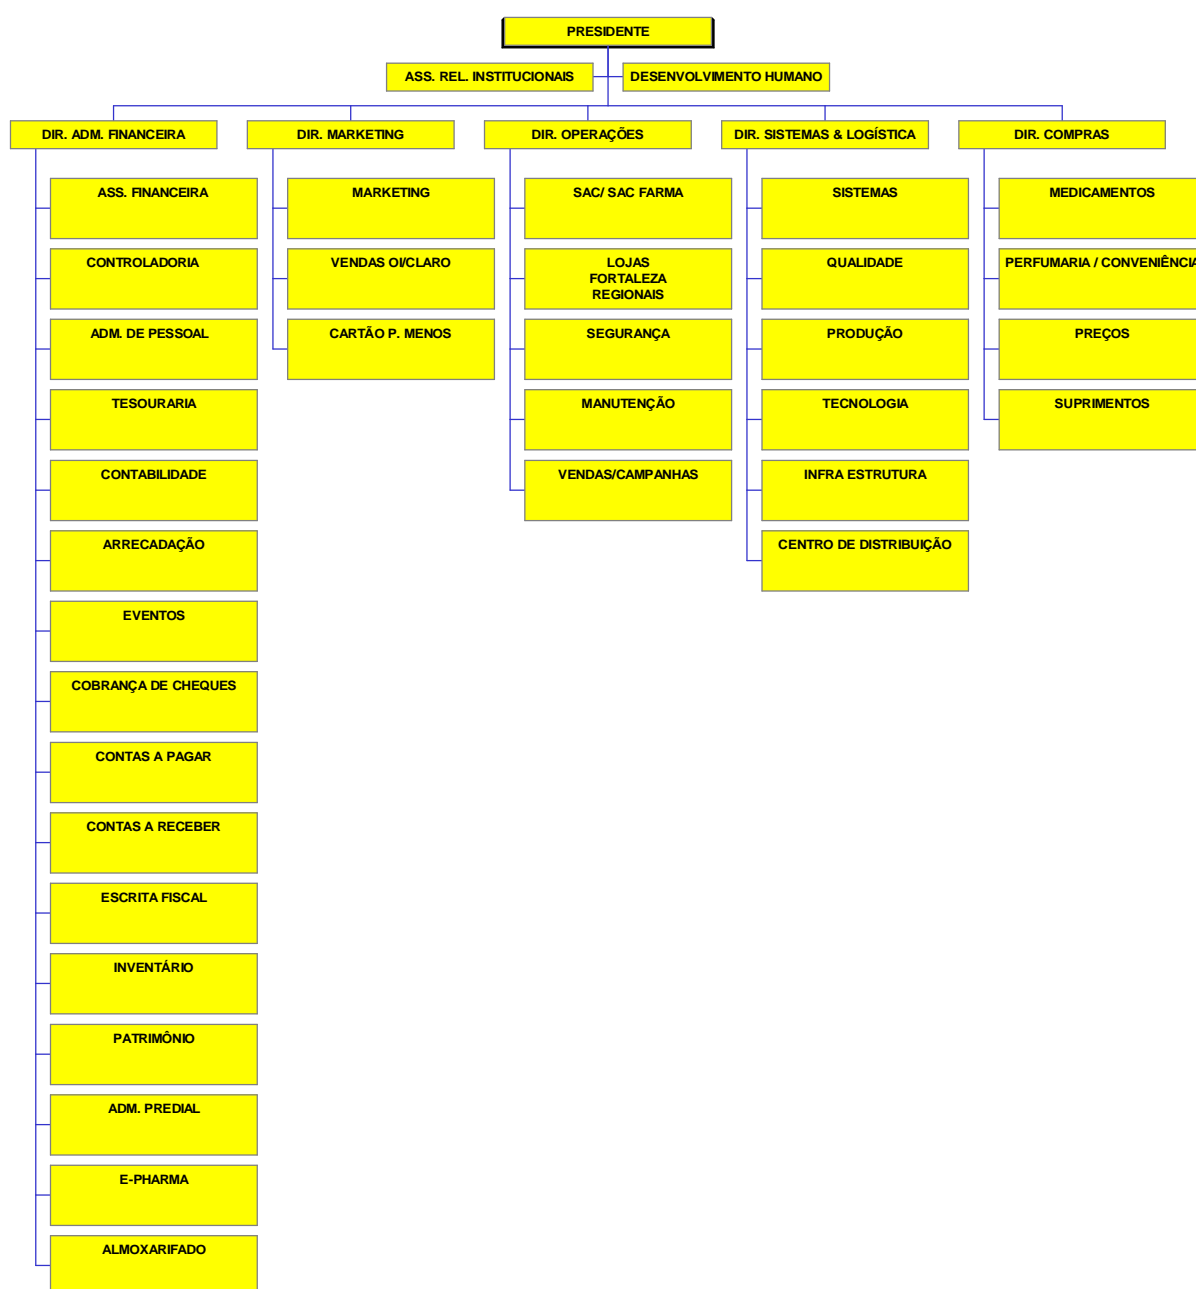 PRESIDENTE
ASS. REL. INSTITUCIONAIS
DESENVOLVIMENTO HUMANO
DIR. ADM. FINANCEIRA
DIR. MARKETING
DIR. OPERAÇÕES
DIR. SISTEMAS & LOGÍSTICA
DIR. COMPRAS
ASS. FINANCEIRA
CONTROLADORIA
ADM. DE PESSOAL
TESOURARIA
CONTABILIDADE
ARRECADAÇÃO
EVENTOS
COBRANÇA DE CHEQUES
CONTAS A PAGAR
CONTAS A RECEBER
ESCRITA FISCAL
INVENTÁRIO
PATRIMÔNIO
ADM. PREDIAL
E-PHARMA
ALMOXARIFADO
MARKETING
VENDAS OI/CLARO
CARTÃO P. MENOS
SAC/ SAC FARMA
LOJAS
FORTALEZA
REGIONAIS
SEGURANÇA
MANUTENÇÃO
VENDAS/CAMPANHAS
SISTEMAS
QUALIDADE
PRODUÇÃO
TECNOLOGIA
INFRA ESTRUTURA
CENTRO DE DISTRIBUIÇÃO
MEDICAMENTOS
PERFUMARIA / CONVENIÊNCIA
PREÇOS
SUPRIMENTOS